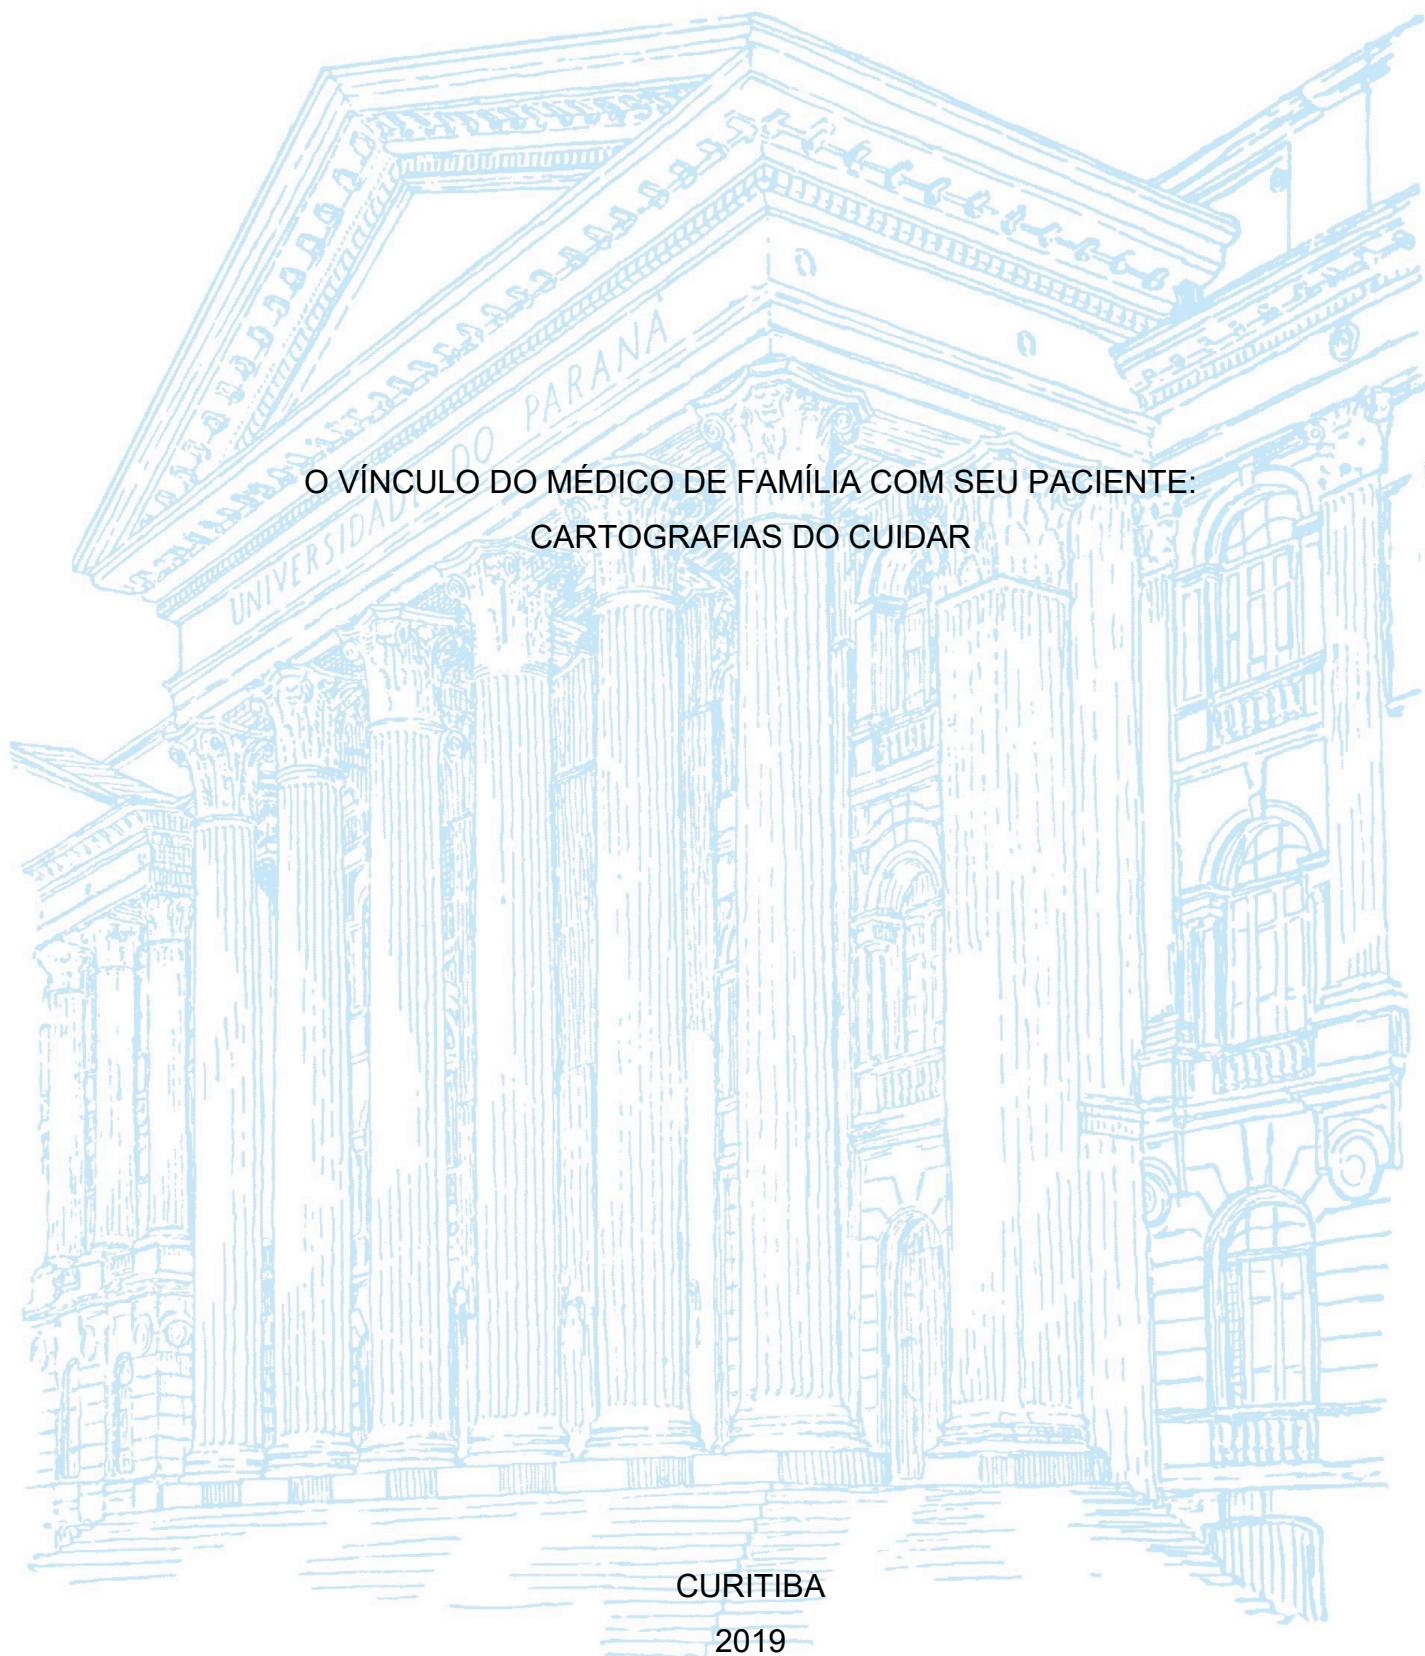 UNIVERSIDADE DO PARANÁ
O VÍNCULO DO MÉDICO DE FAMÍLIA COM SEU PACIENTE:
CARTOGRAFIAS DO CUIDAR
CURITIBA
2019